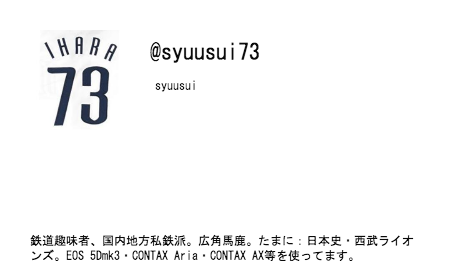 IHARA
73
@syuusui73
syuusui
鉄道趣味者、国内地方私鉄派。広角馬鹿。たまに：日本史・西武ライオ
ンズ。EOS 5Dmk3・CONTAX Aria・CONTAX AX等を使ってます。